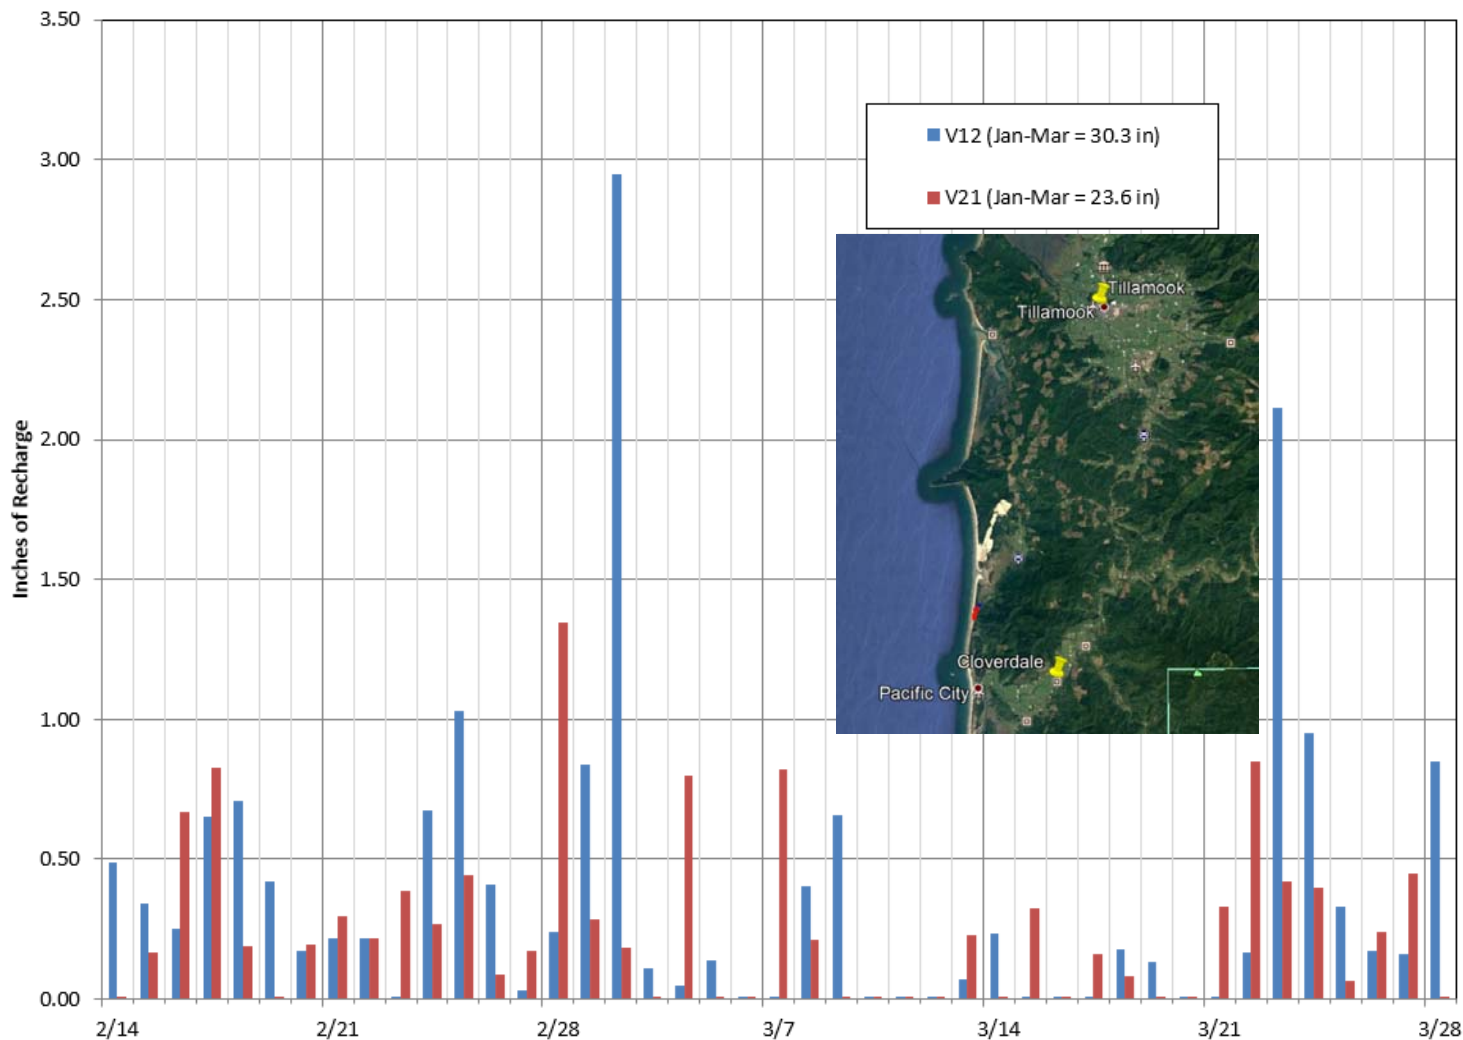 3.50
3.00
2.50
2.00
1.50
1.00
0.50
0.00
Inches of Recharge
V12 (Jan-Mar = 30.3 in)
V21 (Jan-Mar = 23.6 in)
Tillamook
Tillamook
Cloverdale
Pacific City
2/14 2/21 2/28 3/7 3/14 3/21 3/28